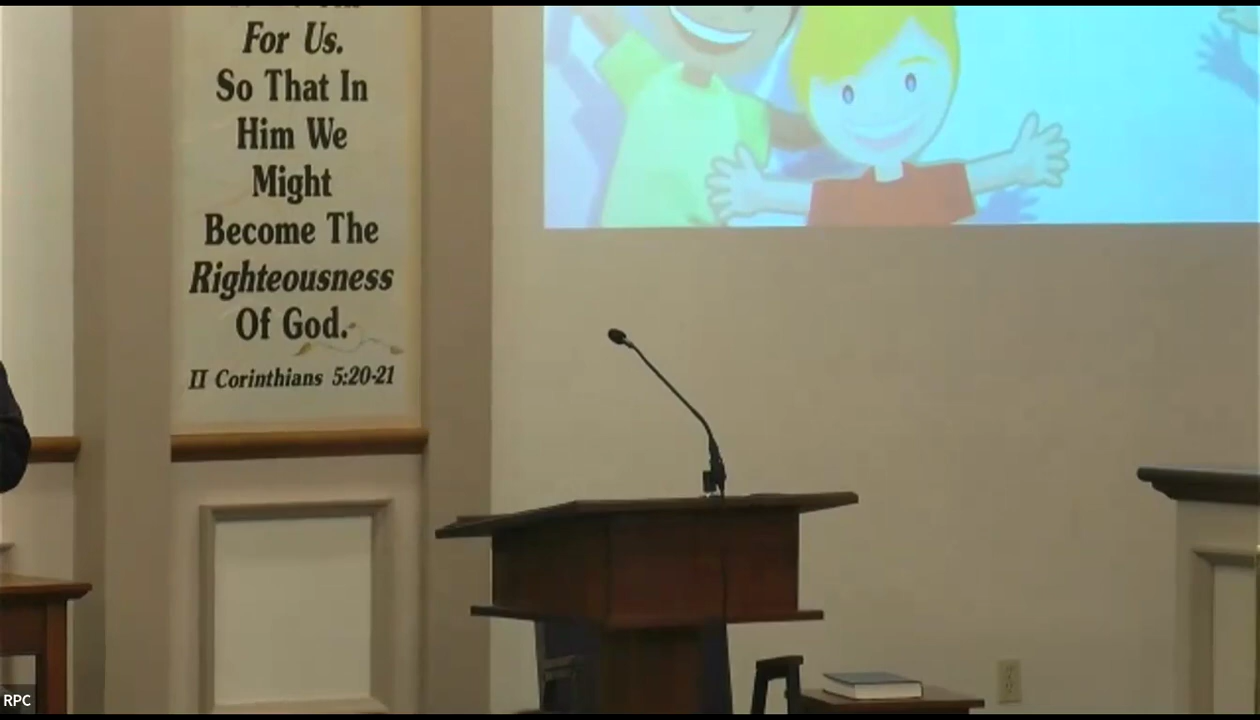 For Us.
So That In
Him We
Might
Become The
Righteousness
Of God.
II Corinthians 5:20-21
RPC